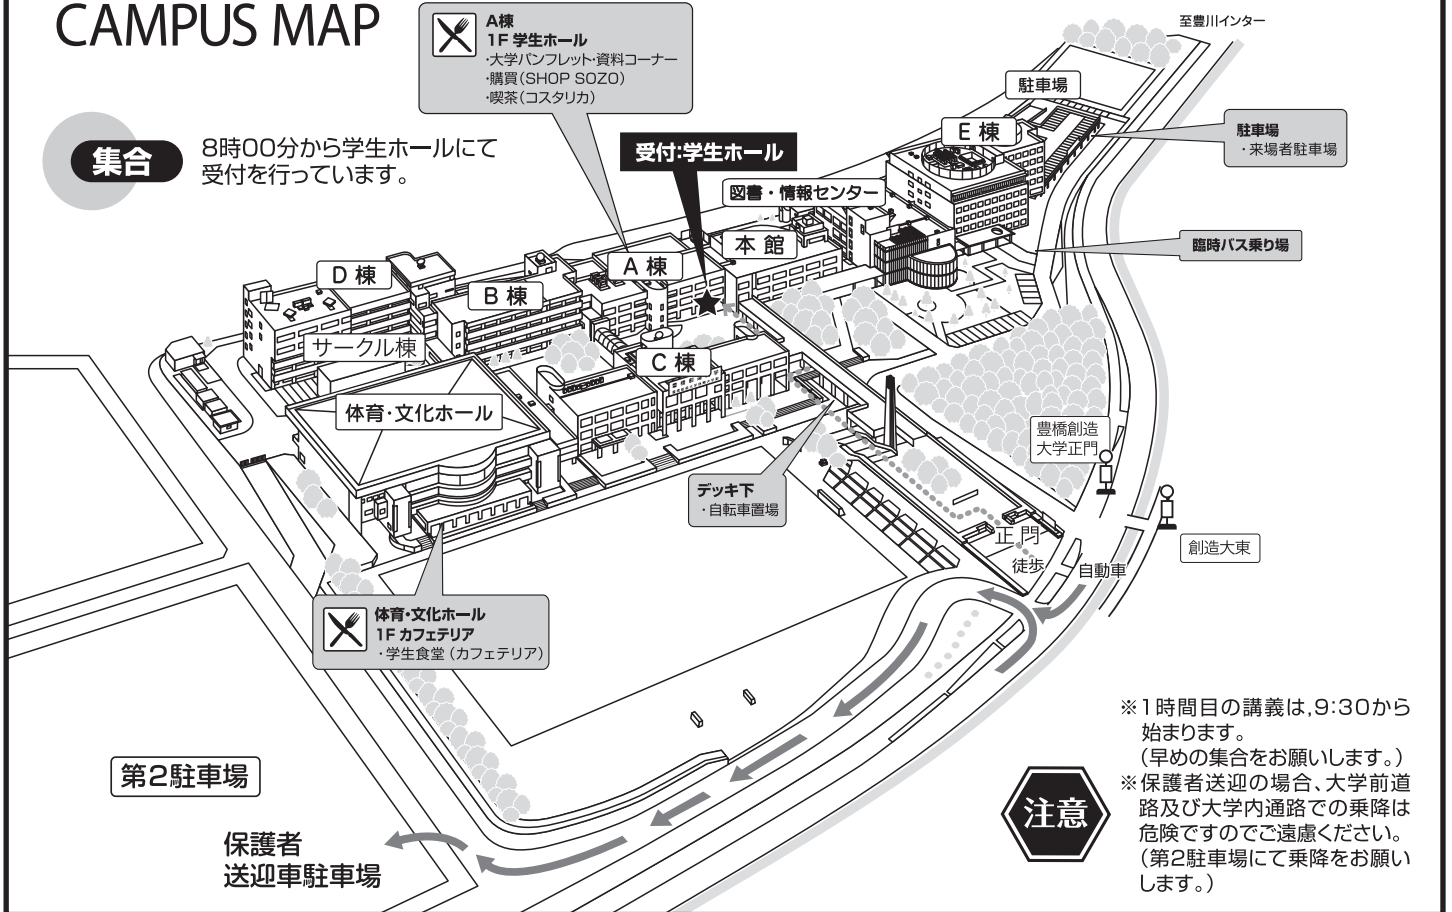 CAMPUS MAP
A棟
1F 学生ホール
・大学パンフレット・資料コーナー
・購買(SHOP SOZO)
・喫茶(コスタリカ)
至豊川インター
集合
8時00分から学生ホールにて
受付を行っています。
受付:学生ホール
駐車場
E 棟
駐車場
・来場者駐車場
図書・情報センター
本 館
臨時バス乗り場
A 棟
D 棟
B 棟
サークル棟
C 棟
体育・文化ホール
豊橋創造
大学正門
デッキ下
・自転車置場
正 門
徒歩
自動車
創造大東
体育・文化ホール
1F カフェテリア
・学生食堂(カフェテリア)
第2駐車場
保護者
送迎車駐車場
注意
※1時間目の講義は,9:30から
始まります。
(早めの集合をお願いします。)
※保護者送迎の場合、大学前道
路及び大学内通路での乗降は
危険ですのでご遠慮ください。
(第2駐車場にて乗降をお願い
します。)